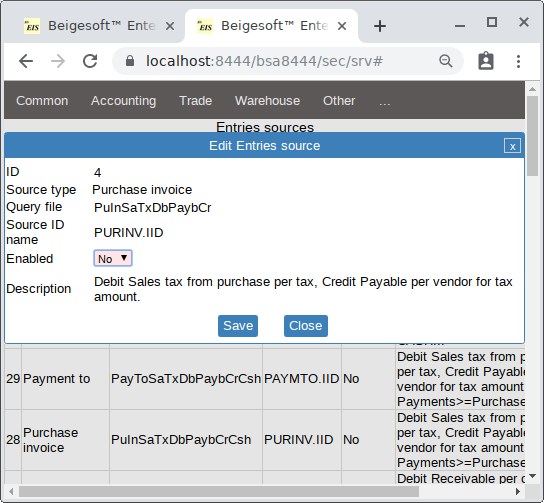 EIS Beigesoft™ Ente
EIS Beigesoft™ Ente
localhost:8444/bsa8444/sec/srv#
Common Accounting Trade Warehouse Other ...
Entries sources
Edit Entries source x
ID 4
Source type Purchase invoice
Query file PuInSaTxDbPaybCr
Source ID name PURINV.IID
Enabled No
Description Debit Sales tax from purchase per tax, Credit Payable per vendor for tax
amount.
Save Close
29 Payment to PayToSaTxDbPaybCrCsh PAYMTO.IID No
Debit Sales tax from p
per tax, Credit Payable
vendor for tax amount
Payments>=Purchase
28 Purchase invoice PuInSaTxDbPaybCrCsh PURINV.IID No
Debit Sales tax from p
per tax, Credit Payable
vendor for tax amount
Payments>=Purchase
Debit Receivable per c